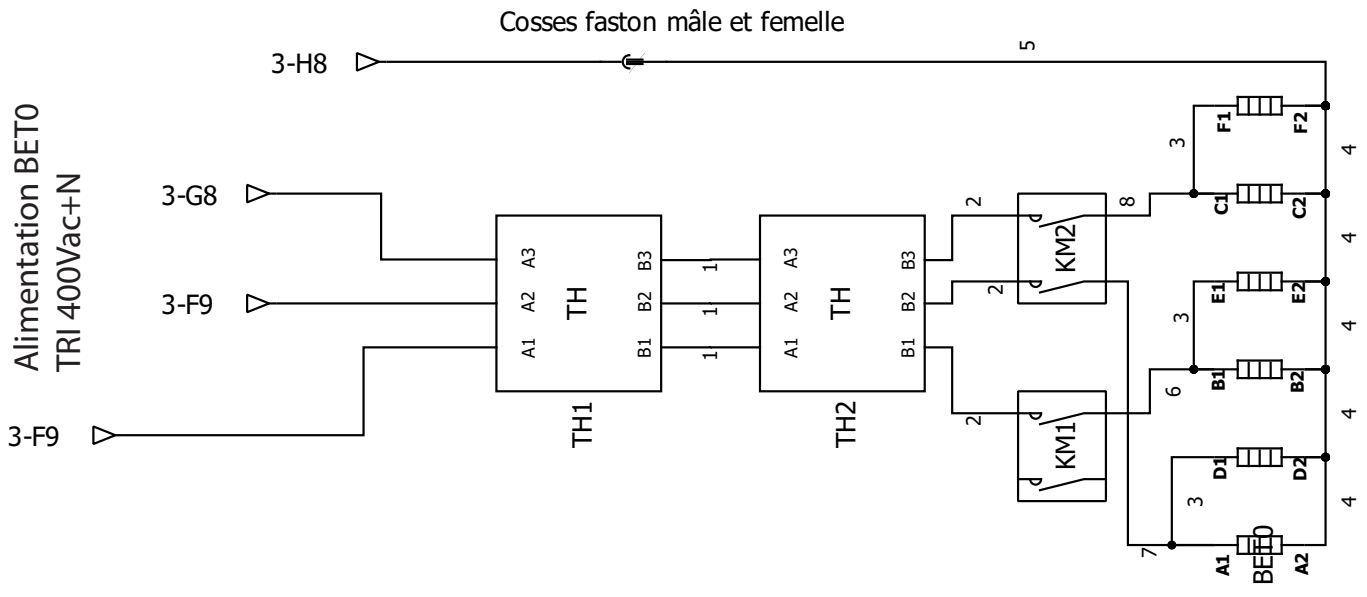 Cosses faston mâle et femelle
3-H8
5
Alimentation BET0
TRI 400Vac+N
3-G8
3-F9
3-F9
A3
A2
A1
TH
B3
B2
B1
TH1
1
1
1
A3
A2
A1
TH
B3
B2
B1
TH2
2
2
2
KM2
KM1
8
6
7
3
3
3
F1
F2
C1
C2
E1
E2
B1
B2
D1
D2
A1
A2
BET0
4
4
4
4
4